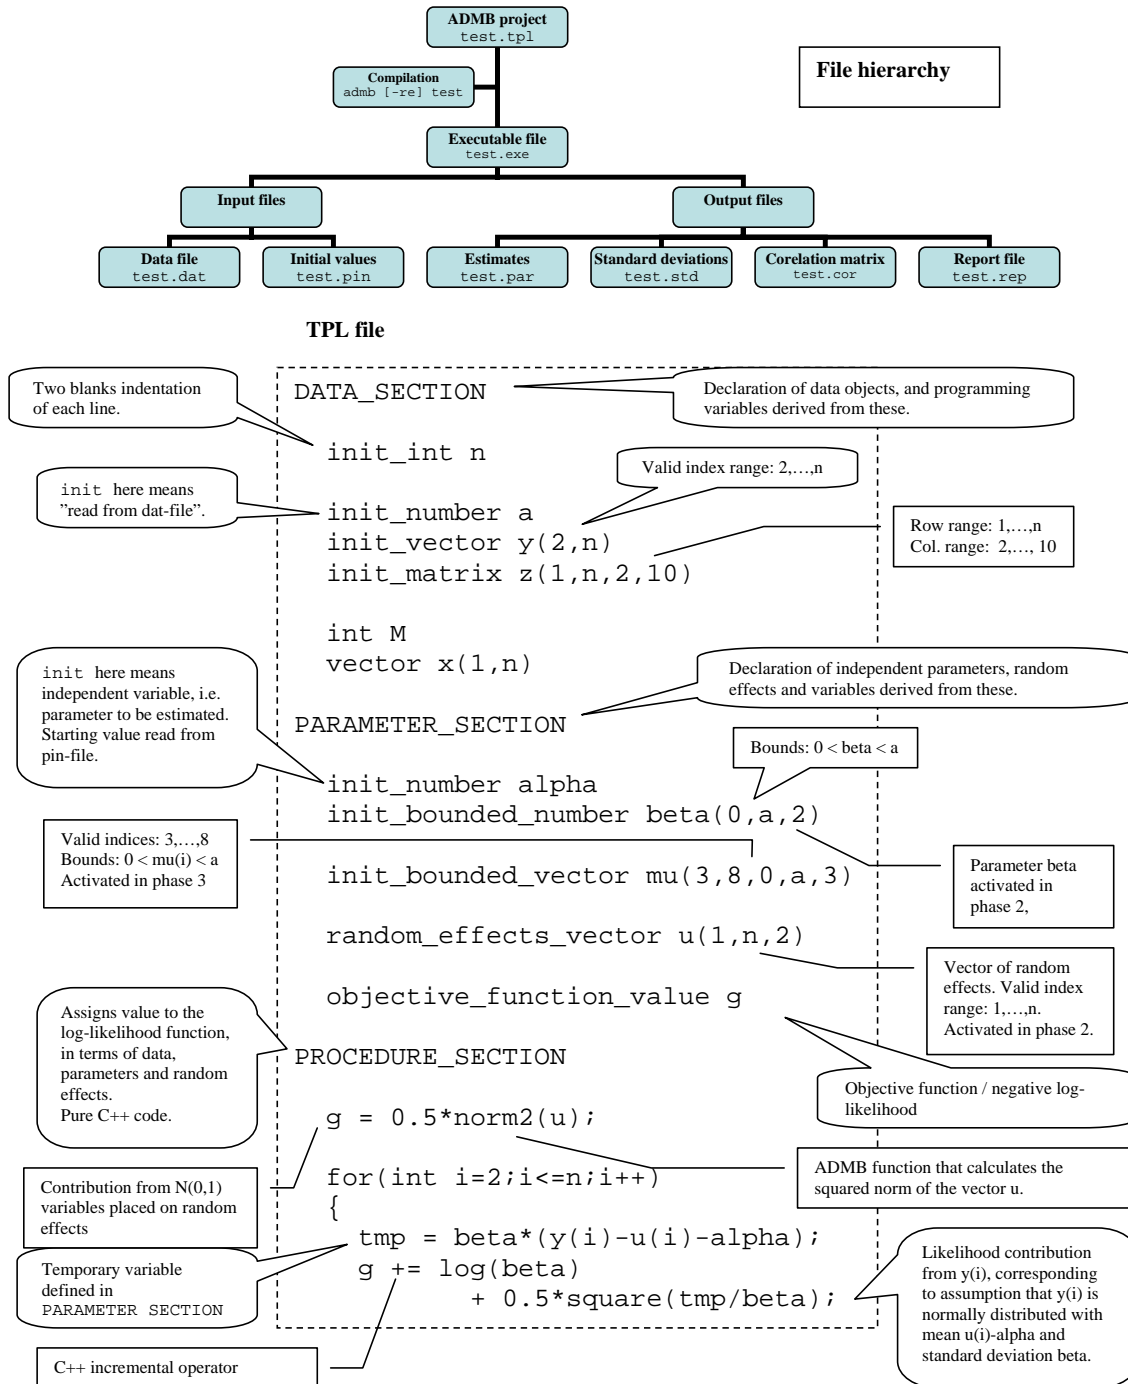 ADMB project
test.tpl
File hierarchy
Compilation
admb [-re] test
Executable file
test.exe
Input files
Output files
Data file
test.dat
Initial values
test.pin
Estimates
test.par
Standard deviations
test.std
Corelation matrix
test.cor
Report file
test.rep
TPL file
Two blanks indentation
of each line.
DATA_SECTION
Declaration of data objects, and programming
variables derived from these.
init_int n
Valid index range: 2,…,n
init here means
”read from dat-file”.
init_number a
init_vector y(2,n)
init_matrix z(1,n,2,10)
Row range: 1,…,n
Col. range: 2,…, 10
int M
vector x(1,n)
init here means
independent variable, i.e.
parameter to be estimated.
Starting value read from
pin-file.
Declaration of independent parameters, random
effects and variables derived from these.
PARAMETER_SECTION
Bounds: 0 < beta < a
init_number alpha
init_bounded_number beta(0,a,2)
Valid indices: 3,…,8
Bounds: 0 < mu(i) < a
Activated in phase 3
Parameter beta
activated in
phase 2,
init_bounded_vector mu(3,8,0,a,3)
random_effects_vector u(1,n,2)
Vector of random
effects. Valid index
range: 1,…,n.
Activated in phase 2.
objective_function_value g
Assigns value to the
log-likelihood function,
in terms of data,
parameters and random
effects.
Pure C++ code.
PROCEDURE_SECTION
Objective function / negative log-
likelihood
g = 0.5*norm2(u);
ADMB function that calculates the
squared norm of the vector u.
Contribution from N(0,1)
variables placed on random
effects
for(int i=2;i<=n;i++)
{
tmp = beta*(y(i)-u(i)-alpha);
g += log(beta)
+ 0.5*square(tmp/beta);
Temporary variable
defined in
PARAMETER SECTION
Likelihood contribution
from y(i), corresponding
to assumption that y(i) is
normally distributed with
mean u(i)-alpha and
standard deviation beta.
C++ incremental operator